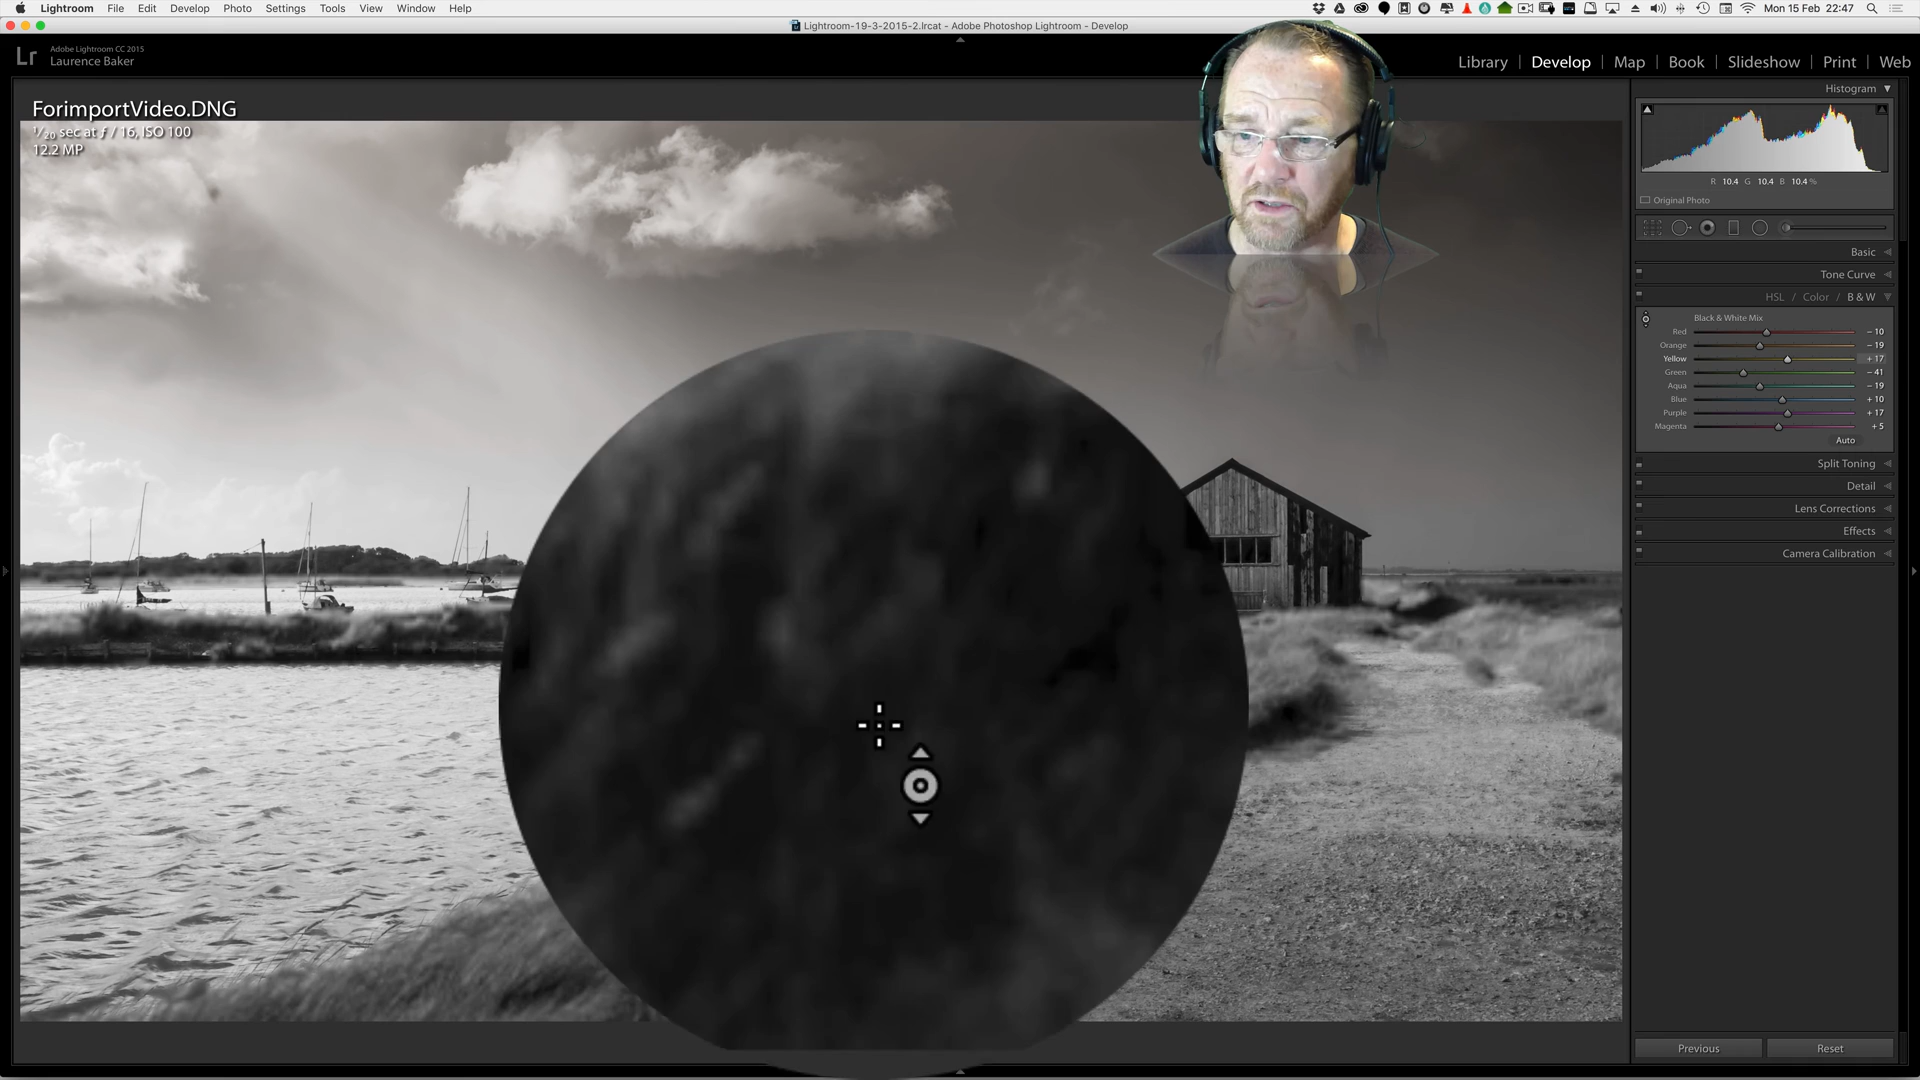 Lightroom File Edit Develop Photo Settings Tools View Window Help Mon 15 Feb 22:47
Lightroom-19-3-2015-2.lrcat - Adobe Photoshop Lightroom - Develop
Lr
Adobe Lightroom CC 2015
Laurence Baker
Library | Develop | Map | Book | Slideshow | Print | Web
ForimportVideo.DNG
1/20 sec at ƒ / 16, ISO 100
12.2 MP
Histogram
R 10.4 G 10.4 B 10.4 %
Original Photo
Basic
Tone Curve
HSL / Color / B & W
Black & White Mix
Red - 10
Orange - 19
Yellow + 17
Green - 41
Aqua - 19
Blue + 10
Purple + 17
Magenta + 5
Auto
Split Toning
Detail
Lens Corrections
Effects
Camera Calibration
Previous Reset